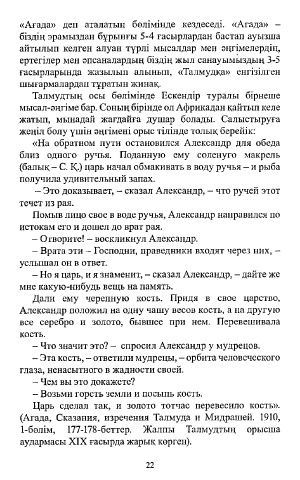 «Ағада» деп аталатын бөлімінде кездеседі. «Ағада» –
біздің эрамыздан бұрынғы 5-4 ғасырлардан бастап ауызша
айтылып келген алуан түрлі мысалдар мен әңгімелердің,
ертегілер мен әпсаналардың біздің жыл санауымыздың 3-5
ғасырларында жазылып алынып, «Талмудқа» енгізілген
шығармалардан тұратын жинақ.
Талмудтың осы бөлімінде Ескендір туралы бірнеше
мысал-әңгіме бар. Соның бірінде ол Африкадан қайтып келе
жатып, мынадай жағдайға душар болады. Салыстыруға
жеңіл болу үшін әңгімені орыс тілінде толық берейік:
«На обратном пути остановился Александр для обеда
близ одного ручья. Поданную ему соленуго макрель
(балық – С. Қ.) царь начал обмакивать в воду ручья – и рыба
получила удивительный запах.
– Это доказывает, – сказал Александр, – что ручей этот
течет из рая.
Помыв лицо свое в воде ручья, Александр направился по
истокам его и дошел до врат рая.
– Отворите! – воскликнул Александр.
– Врата эти – Господни, праведники входят через них, –
услышал он в ответ.
– Но я царь, и я знаменит, – сказал Александр, – дайте же
мне какую-нибудь вещь на память.
Дали ему черепную кость. Придя в свое царство,
Александр положил на одну чашу весов кость, а на другую
все серебро и золото, бывшее при нем. Перевешивала
кость.
– Что значит это? – спросил Александр у мудрецов.
– Эта кость, – ответили мудрецы, – орбита человеческого
глаза, ненасытного в жадности своей.
– Чем вы это докажете?
– Возьми горсть земли и посыпь кость.
Царь сделал так, и золото тотчас перевесило кость».
(Агада, Сказания, изречения Талмуда и Мидрашей. 1910,
1-бөлім, 177-178-беттер. Жалпы Талмудтың орысша
аудармасы XIX ғасырда жарық көрген).
22